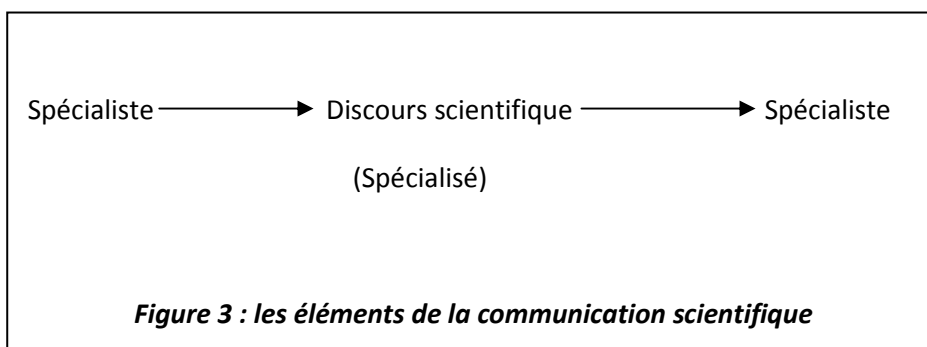 Spécialiste Discours scientifique Spécialiste
(Spécialisé)
Figure 3 : les éléments de la communication scientifique